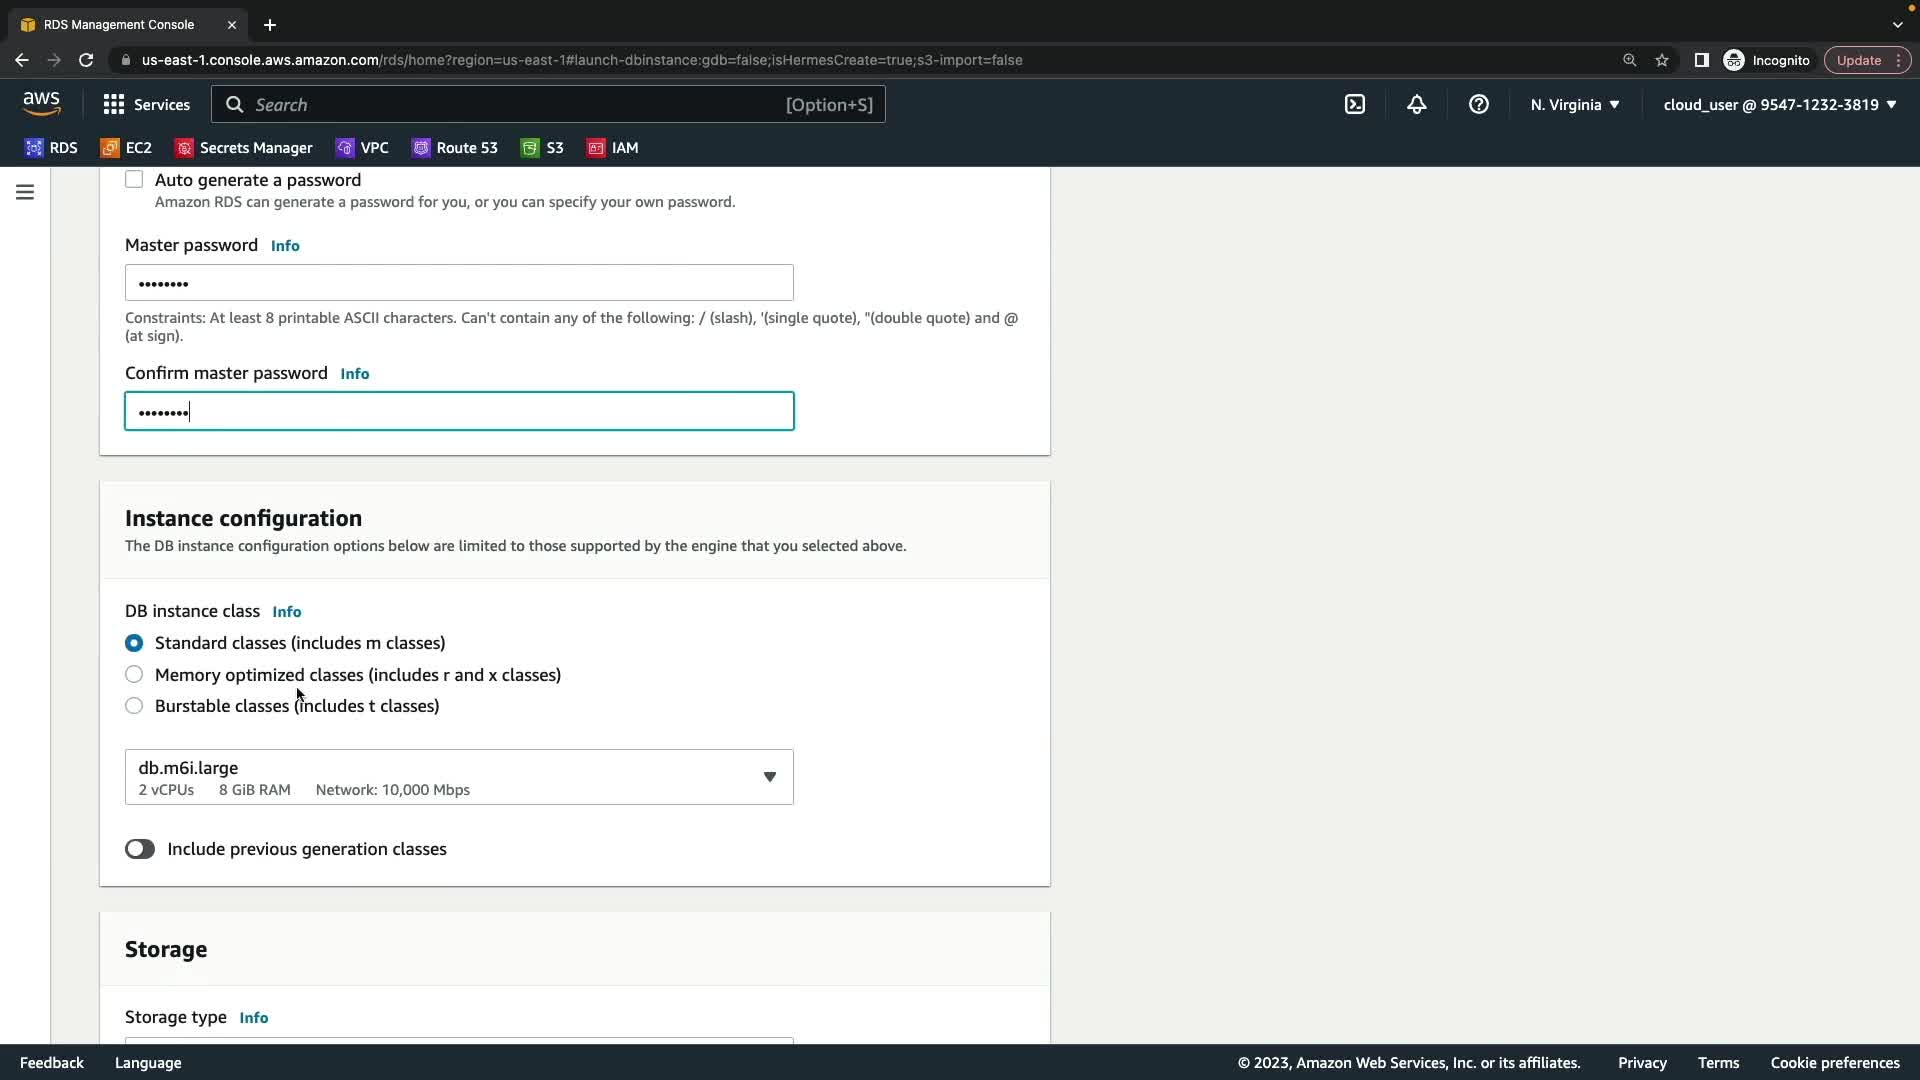 RDS Management Console
us-east-1.console.aws.amazon.com/rds/home?region=us-east-1#launch-dbinstance:gdb=false;isHermesCreate=true;s3-import=false
Incognito
Update
aws
Services
Search
[Option+S]
N. Virginia
cloud_user @ 9547-1232-3819
RDS
EC2
Secrets Manager
VPC
Route 53
S3
IAM
Auto generate a password
Amazon RDS can generate a password for you, or you can specify your own password.
Master password Info
••••••••
Constraints: At least 8 printable ASCII characters. Can't contain any of the following: / (slash), '(single quote), "(double quote) and @
(at sign).
Confirm master password Info
••••••••
Instance configuration
The DB instance configuration options below are limited to those supported by the engine that you selected above.
DB instance class Info
Standard classes (includes m classes)
Memory optimized classes (includes r and x classes)
Burstable classes (includes t classes)
db.m6i.large
2 vCPUs 8 GiB RAM Network: 10,000 Mbps
Include previous generation classes
Storage
Storage type Info
Feedback
Language
© 2023, Amazon Web Services, Inc. or its affiliates.
Privacy
Terms
Cookie preferences